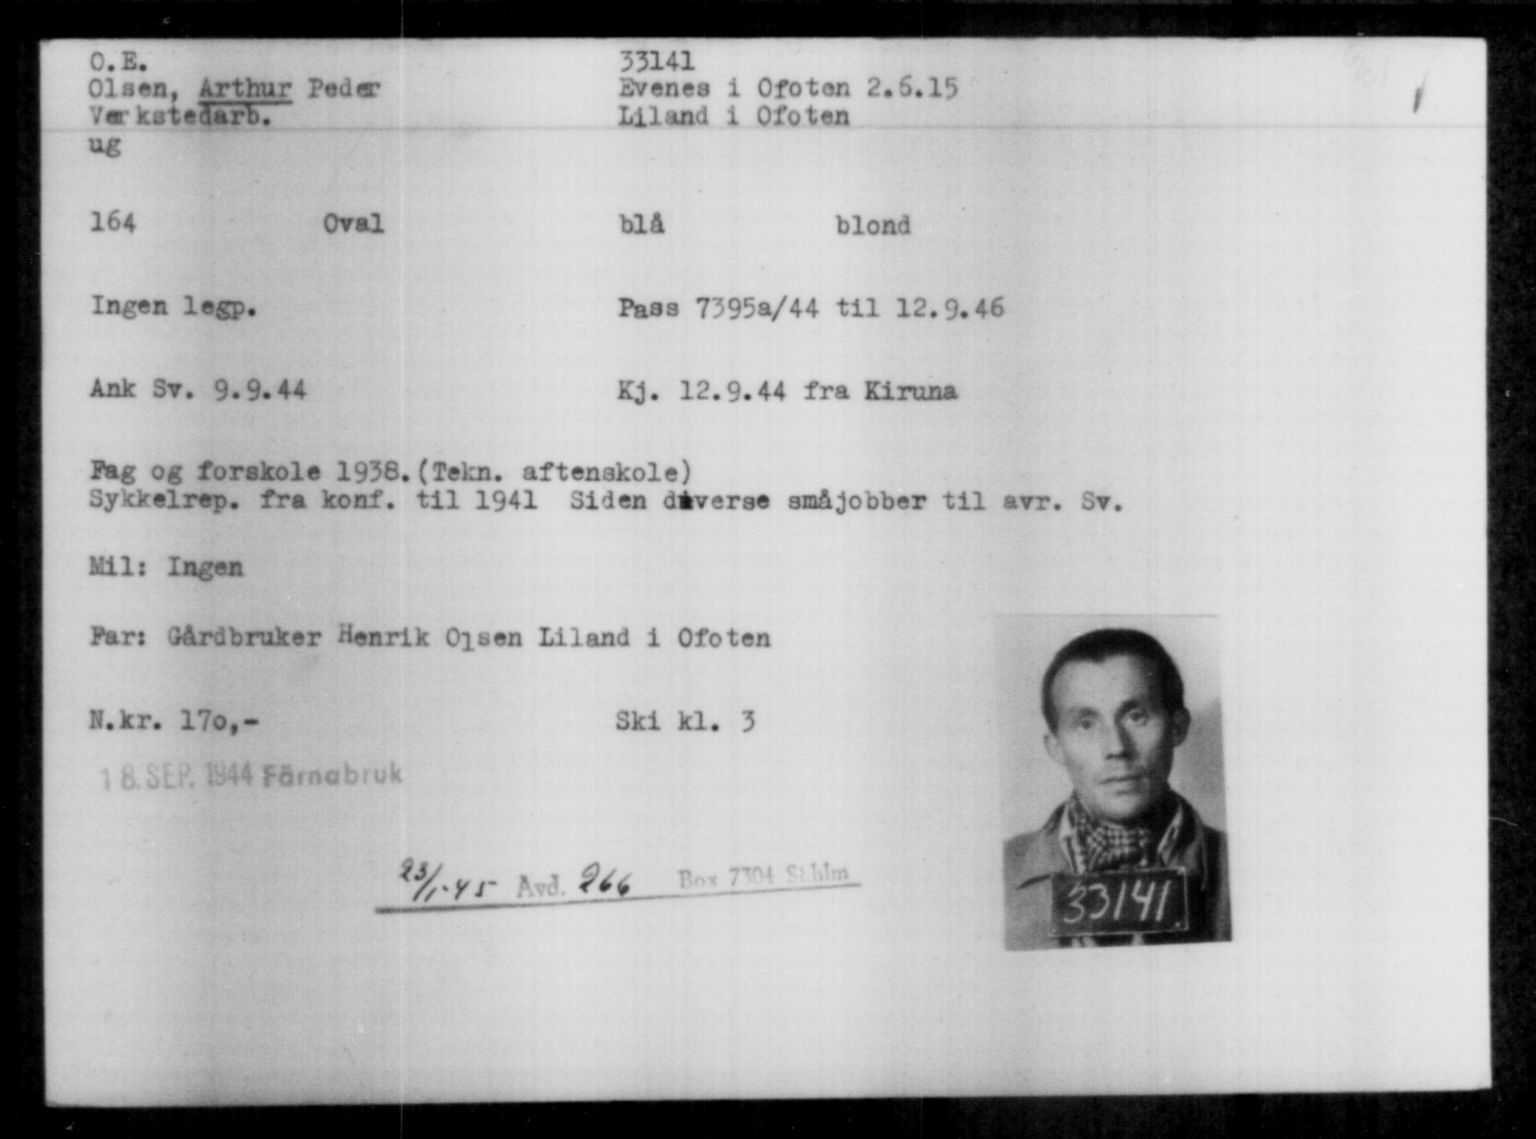 O.E. 33141
Olsen, Arthur Peder Evenes i Ofoten 2.6.15
Verkstedarb. Liland i Ofoten
ug
164 Oval blå blond
Ingen legp. Pass 7395a/44 til 12.9.46
Ank Sv. 9.9.44 Kj. 12.9.44 fra Kiruna
Fag og forskole 1938.(Tekn. aftenskole)
Sykkelrep. fra konf. til 1941 Siden diverse småjobber til avr. Sv.
Mil: Ingen
Far: Gårdbruker Henrik Olsen Liland i Ofoten
N.kr. 170,- Ski kl. 3
18. SEP. 1944 Färnabruk
23/1-45 Avd. 266 Box 7304 Sthlm
33141